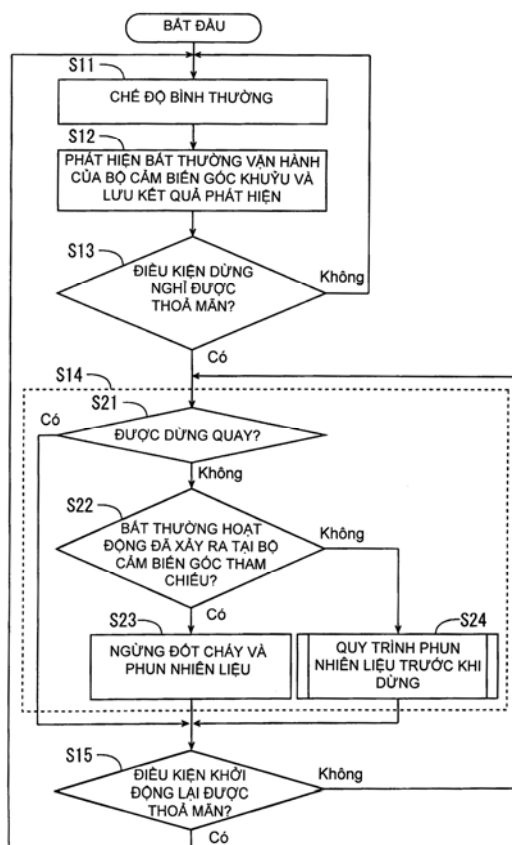 BẮT ĐẦU
S11
CHẾ ĐỘ BÌNH THƯỜNG
S12
PHÁT HIỆN BẤT THƯỜNG VẬN HÀNH
CỦA BỘ CẢM BIẾN GÓC KHUỶU VÀ
LƯU KẾT QUẢ PHÁT HIỆN
S13
ĐIỀU KIỆN DỪNG
NGHỈ ĐƯỢC
THOẢ MÃN?
Không
Có
S14
S21
Có
ĐƯỢC DỪNG QUAY?
Không
S22
BẤT THƯỜNG HOẠT
ĐỘNG ĐÃ XẢY RA TẠI BỘ
CẢM BIẾN GÓC THAM
CHIẾU?
Không
Có
S23
NGỪNG ĐỐT CHÁY VÀ
PHUN NHIÊN LIỆU
S24
QUY TRÌNH PHUN
NHIÊN LIỆU TRƯỚC KHI
DỪNG
S15
ĐIỀU KIỆN KHỞI
ĐỘNG LẠI ĐƯỢC
THOẢ MÃN?
Không
Có